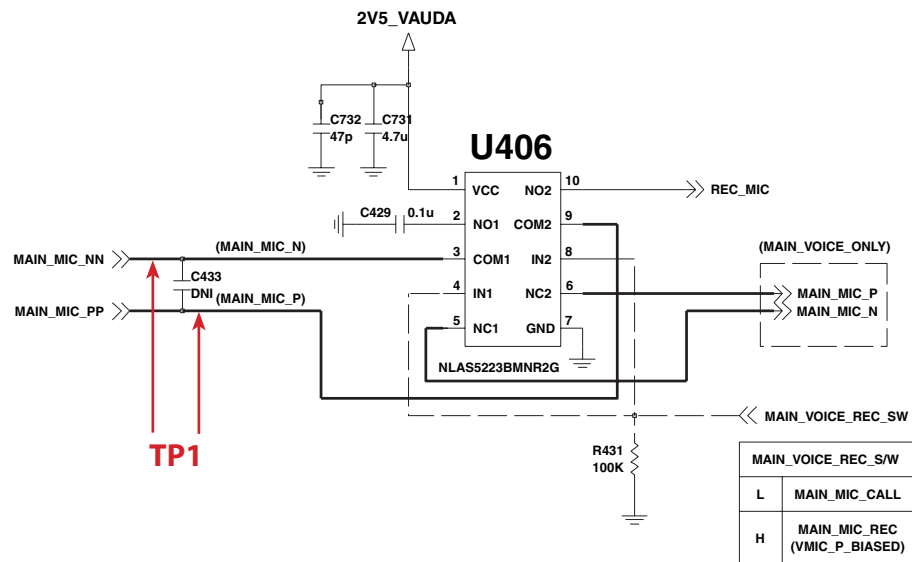 2V5_VAUDA
C732
47p
C731
4.7u
U406
1 VCC NO2 10
REC_MIC
C429 0.1u
2 NO1 COM2 9
MAIN_MIC_NN
(MAIN_MIC_N)
3 COM1 IN2 8
(MAIN_VOICE_ONLY)
C433
DNI
4 IN1 NC2 6
MAIN_MIC_P
MAIN_MIC_PP
(MAIN_MIC_P)
MAIN_MIC_N
5 NC1 GND 7
NLAS5223BMNR2G
MAIN_VOICE_REC_SW
TP1
R431
100K
MAIN_VOICE_REC_S/W
L MAIN_MIC_CALL
H MAIN_MIC_REC
(VMIC_P_BIASED)